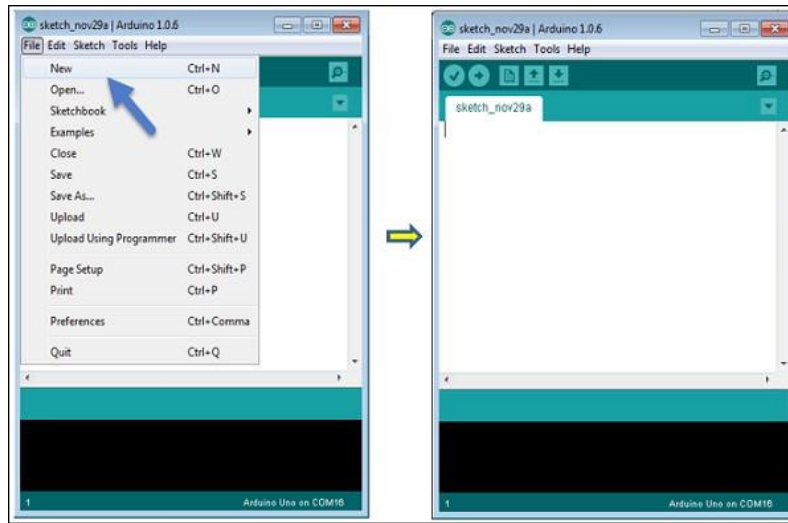 sketch_nov29a | Arduino 1.0.6
File Edit Sketch Tools Help
New Ctrl+N
Open... Ctrl+O
Sketchbook
Examples
Close Ctrl+W
Save Ctrl+S
Save As... Ctrl+Shift+S
Upload Ctrl+U
Upload Using Programmer Ctrl+Shift+U
Page Setup Ctrl+Shift+P
Print Ctrl+P
Preferences Ctrl+Comma
Quit Ctrl+Q
1 Arduino Uno on COM16
sketch_nov29a | Arduino 1.0.6
File Edit Sketch Tools Help
sketch_nov29a
1 Arduino Uno on COM16